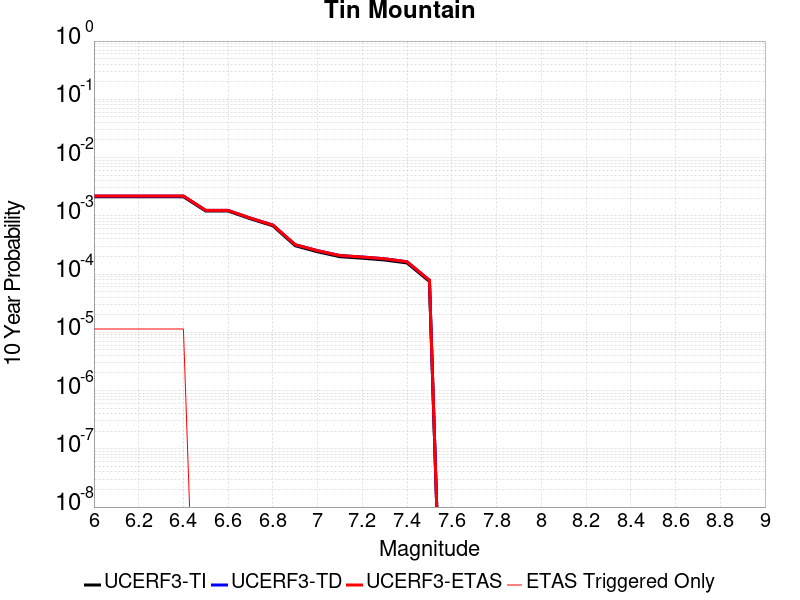 Tin Mountain
10^0
10^-1
10^-2
10^-3
10^-4
10^-5
10^-6
10^-7
10^-8
10 Year Probability
6 6.2 6.4 6.6 6.8 7 7.2 7.4 7.6 7.8 8 8.2 8.4 8.6 8.8 9
Magnitude
UCERF3-TI UCERF3-TD UCERF3-ETAS ETAS Triggered Only